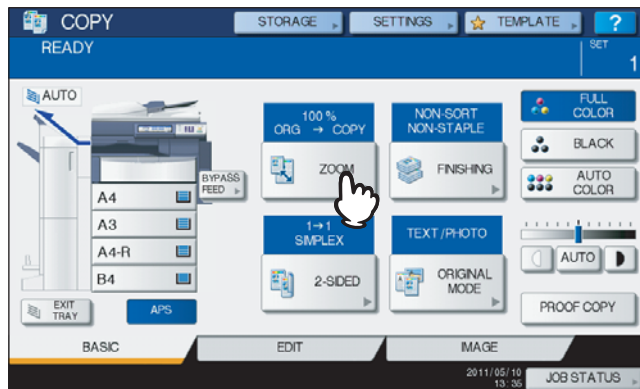 COPY
STORAGE
SETTINGS
TEMPLATE
?
READY
SET
1
AUTO
100 %
ORG → COPY
ZOOM
NON-SORT
NON-STAPLE
FINISHING
FULL
COLOR
BLACK
AUTO
COLOR
BYPASS
FEED
A4
A3
A4-R
B4
1→1
SIMPLEX
2-SIDED
TEXT/PHOTO
ORIGINAL
MODE
AUTO
EXIT
TRAY
APS
PROOF COPY
BASIC
EDIT
IMAGE
2011/05/10
13:35
JOB STATUS